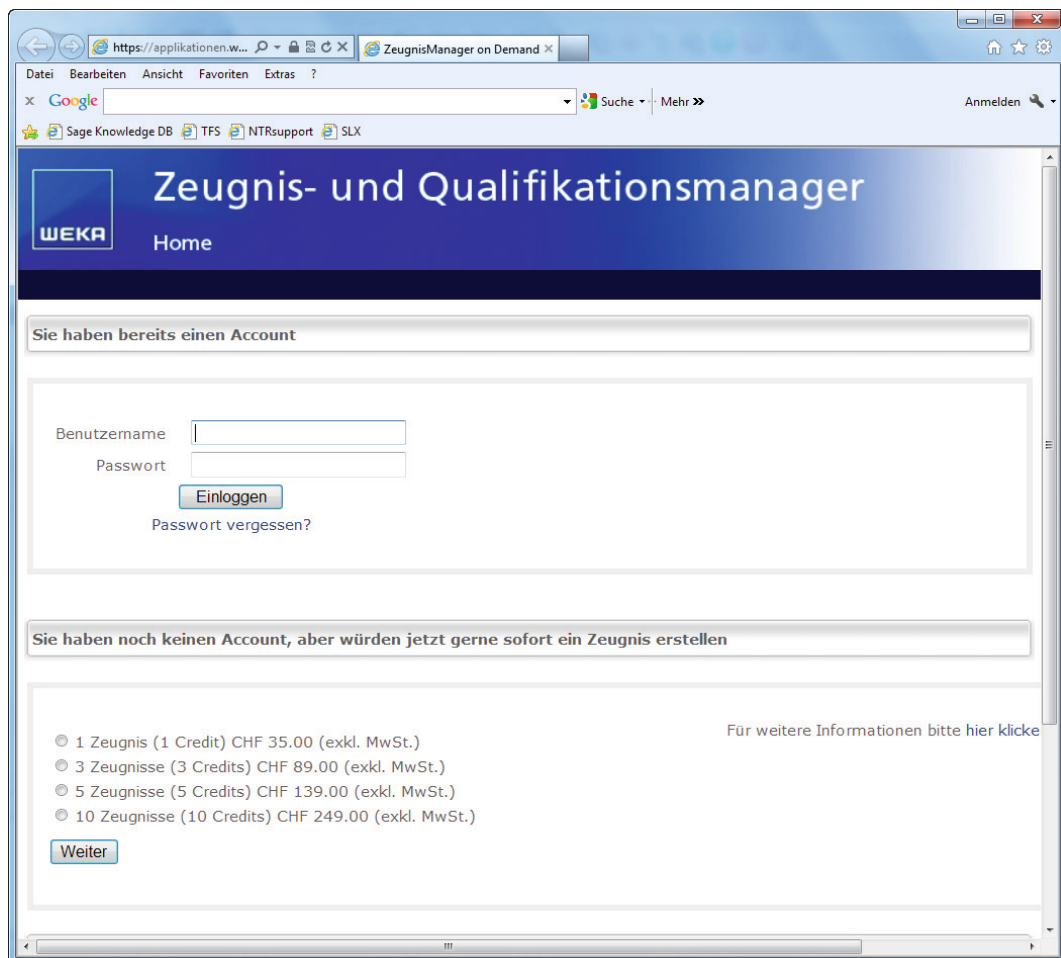 https://applikationen.w...
ZeugnisManager on Demand
Datei Bearbeiten Ansicht Favoriten Extras ?
x Google Suche Mehr Anmelden
Sage Knowledge DB TFS NTRsupport SLX
WEKA
Zeugnis- und Qualifikationsmanager
Home
Sie haben bereits einen Account
Benutzername
Passwort
Einloggen
Passwort vergessen?
Sie haben noch keinen Account, aber würden jetzt gerne sofort ein Zeugnis erstellen
Für weitere Informationen bitte hier klicke
1 Zeugnis (1 Credit) CHF 35.00 (exkl. MwSt.)
3 Zeugnisse (3 Credits) CHF 89.00 (exkl. MwSt.)
5 Zeugnisse (5 Credits) CHF 139.00 (exkl. MwSt.)
10 Zeugnisse (10 Credits) CHF 249.00 (exkl. MwSt.)
Weiter